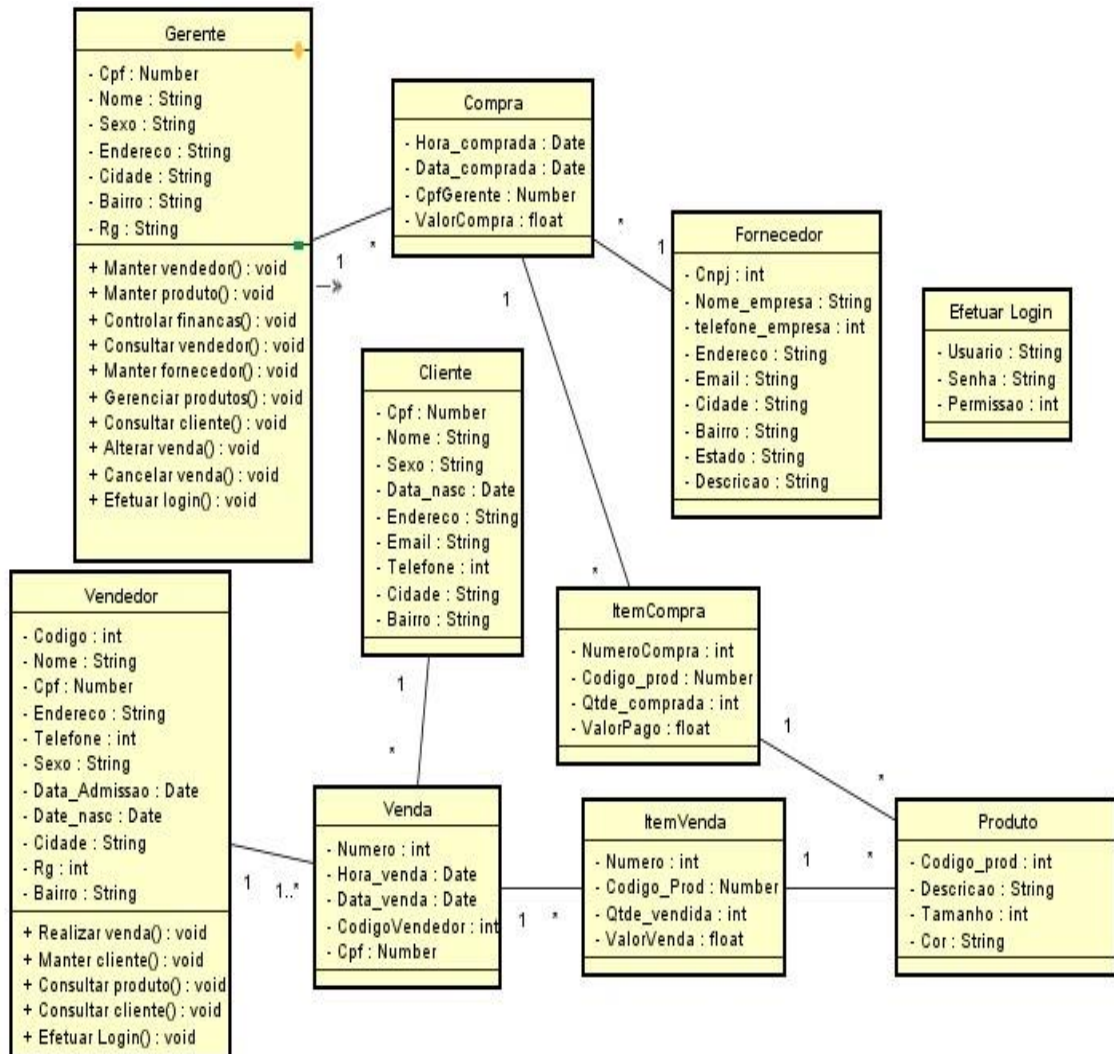 Gerente
- Cpf : Number
- Nome : String
- Sexo : String
- Endereco : String
- Cidade : String
- Bairro : String
- Rg : String
+ Manter vendedor() : void
+ Manter produto() : void
+ Controlar financas() : void
+ Consultar vendedor() : void
+ Manter fornecedor() : void
+ Gerenciar produtos() : void
+ Consultar cliente() : void
+ Alterar venda() : void
+ Cancelar venda() : void
+ Efetuar login() : void
1
*
Compra
- Hora_comprada : Date
- Data_comprada : Date
- CpfGerente : Number
- ValorCompra : float
*
1
1
*
Fornecedor
- Cnpj : int
- Nome_empresa : String
- telefone_empresa : int
- Endereco : String
- Email : String
- Cidade : String
- Bairro : String
- Estado : String
- Descricao : String
Efetuar Login
- Usuario : String
- Senha : String
- Permissao : int
Cliente
- Cpf : Number
- Nome : String
- Sexo : String
- Data_nasc : Date
- Endereco : String
- Email : String
- Telefone : int
- Cidade : String
- Bairro : String
1
*
ItemCompra
- NumeroCompra : int
- Codigo_prod : Number
- Qtde_comprada : int
- ValorPago : float
1
*
Vendedor
- Codigo : int
- Nome : String
- Cpf : Number
- Endereco : String
- Telefone : int
- Sexo : String
- Data_Admissao : Date
- Date_nasc : Date
- Cidade : String
- Rg : int
- Bairro : String
+ Realizar venda() : void
+ Manter cliente() : void
+ Consultar produto() : void
+ Consultar cliente() : void
+ Efetuar Login() : void
1
1..*
Venda
- Numero : int
- Hora_venda : Date
- Data_venda : Date
- CodigoVendedor : int
- Cpf : Number
1
*
ItemVenda
- Numero : int
- Codigo_Prod : Number
- Qtde_vendida : int
- ValorVenda : float
1
*
Produto
- Codigo_prod : int
- Descricao : String
- Tamanho : int
- Cor : String